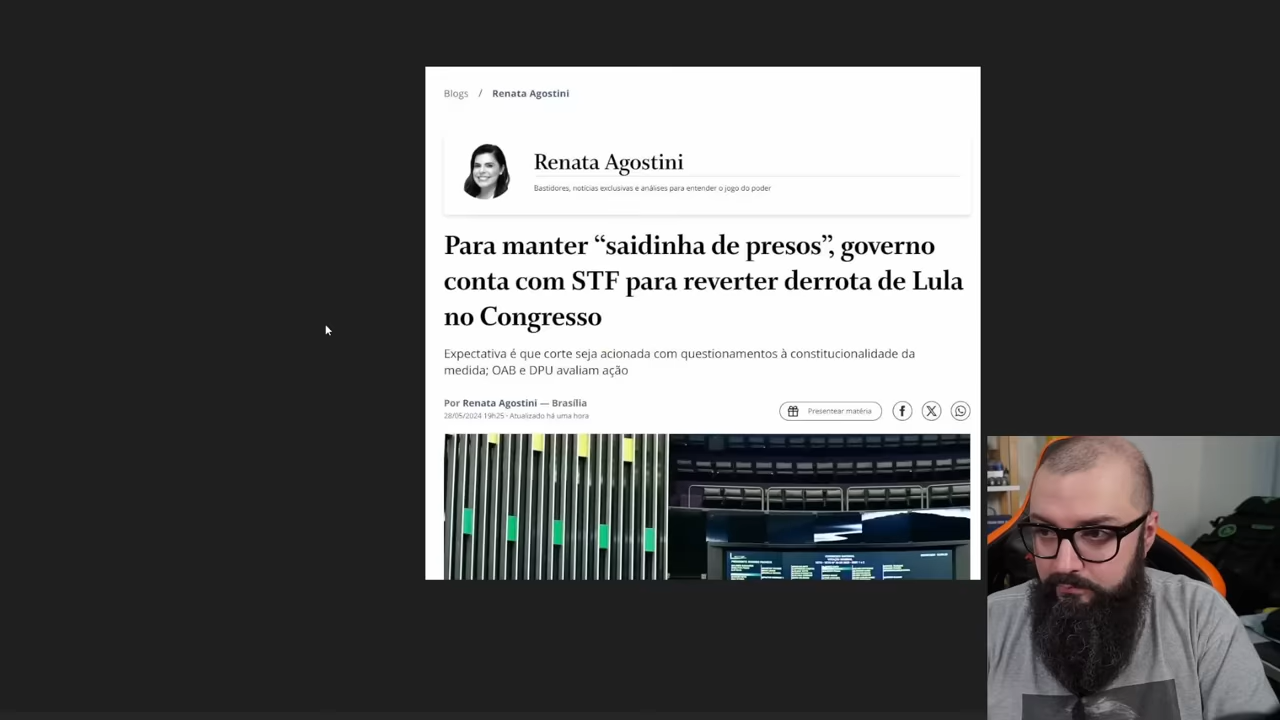 Blogs / Renata Agostini
Renata Agostini
Bastidores, notícias exclusivas e análises para entender o jogo do poder
Para manter “saidinha de presos”, governo
conta com STF para reverter derrota de Lula
no Congresso
Expectativa é que corte seja acionada com questionamentos à constitucionalidade da
medida; OAB e DPU avaliam ação
Por Renata Agostini — Brasília
28/05/2024 19h25 · Atualizado há uma hora
Presentear matéria